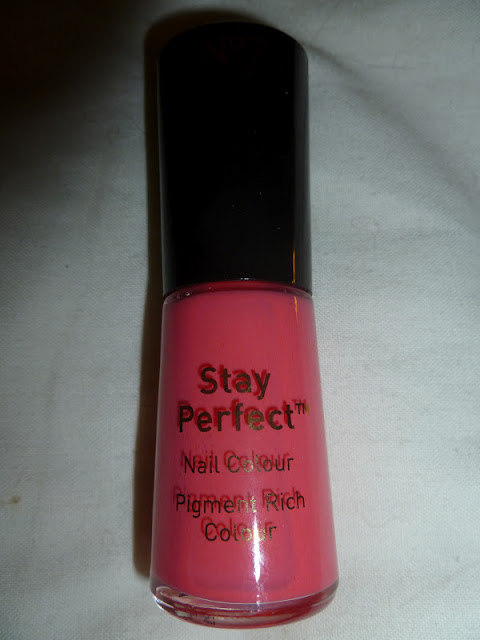 Stay
Perfect™
Nail Colour
Pigment Rich
Colour